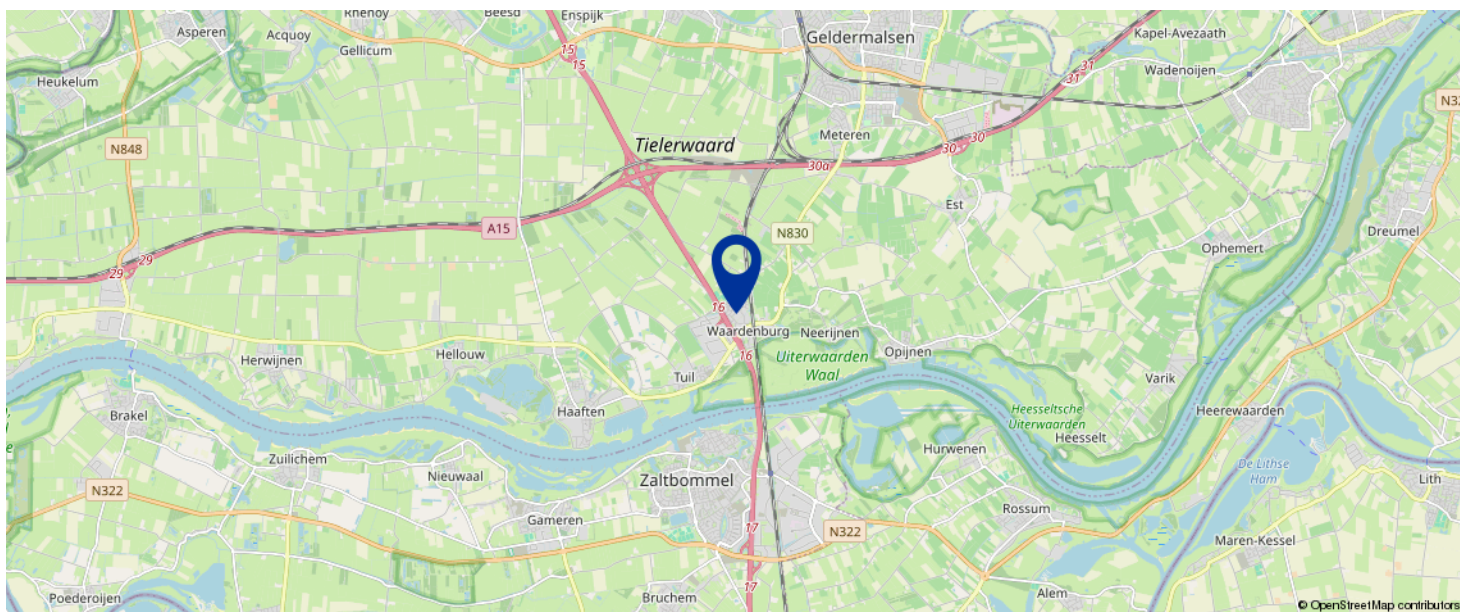 Rhenoy
Beesd
Enspijk
Asperen
Acquoy
Gellicum
15
15
Geldermalsen
Kapel-Avezaath
31
31
Wadenoijen
Heukelum
N32
N848
Tielerwaard
Meteren
30
30
30a
A15
Est
N830
Ophemert
Dreumel
29
29
16
Waardenburg
Neerijnen
Herwijnen
Hellouw
16
Uiterwaarden
Waal
Opijnen
Tuil
Varik
Brakel
Haaften
Heesseltsche
Uiterwaarden
Heerewaarden
Heesselt
Zuilichem
Nieuwaal
Zaltbommel
Hurwenen
De Lithse
Ham
Lith
N322
Gameren
17
N322
Rossum
Maren-Kessel
17
Poederoijen
Bruchem
Alem
© OpenStreetMap contributors